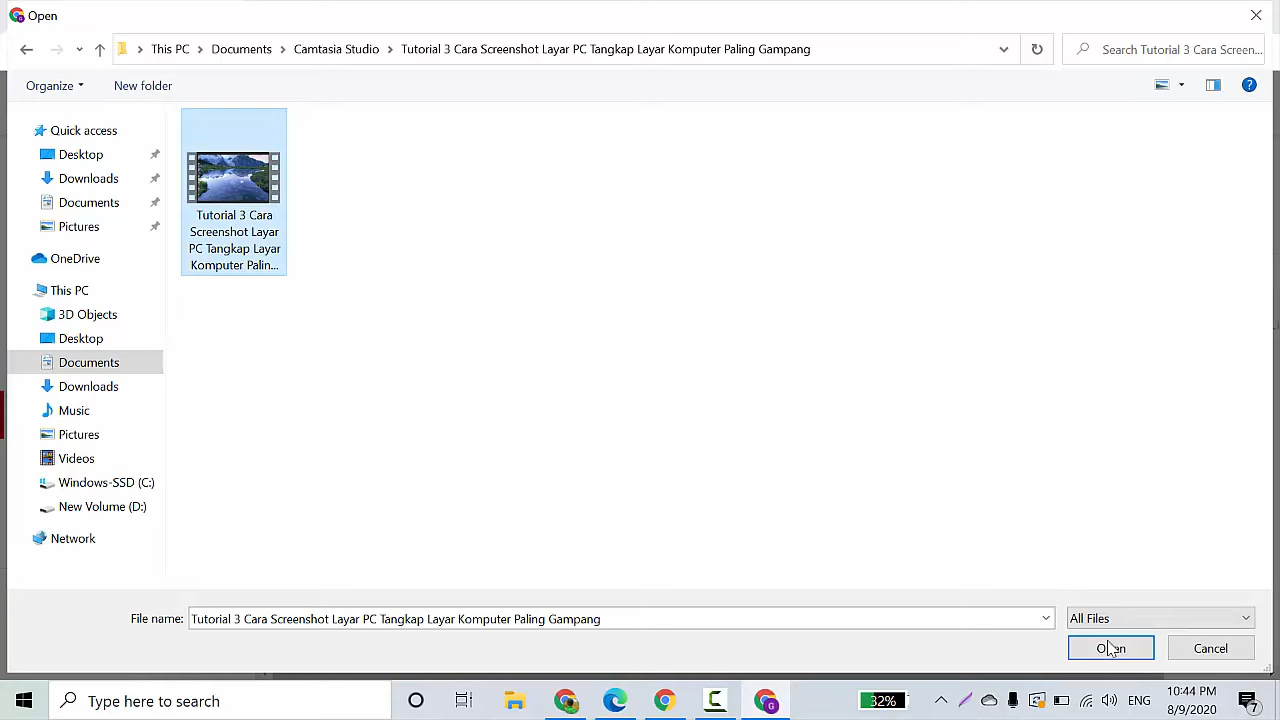 Open
This PC
Documents
Camtasia Studio
Tutorial 3 Cara Screenshot Layar PC Tangkap Layar Komputer Paling Gampang
Search Tutorial 3 Cara Screen...
Organize
New folder
Quick access
Desktop
Downloads
Documents
Pictures
OneDrive
This PC
3D Objects
Desktop
Documents
Downloads
Music
Pictures
Videos
Windows-SSD (C:)
New Volume (D:)
Network
Tutorial 3 Cara
Screenshot Layar
PC Tangkap Layar
Komputer Palin...
File name:
Tutorial 3 Cara Screenshot Layar PC Tangkap Layar Komputer Paling Gampang
All Files
Open
Cancel
Type here to search
32%
ENG
10:44 PM
8/9/2020
7